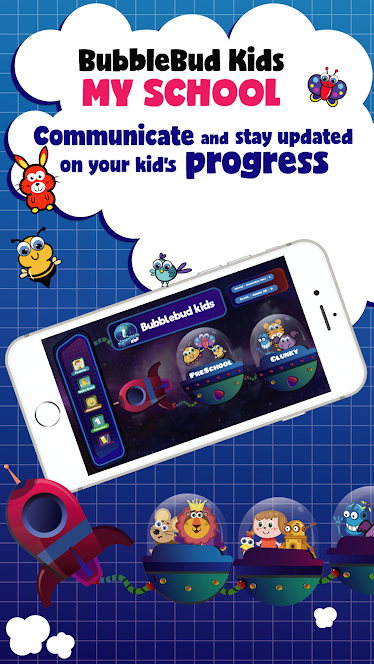 BubbleBud Kids
MY SCHOOL
Communicate and stay updated
on your kid's progress
Bubblebud kids
PreSchool
Clunky